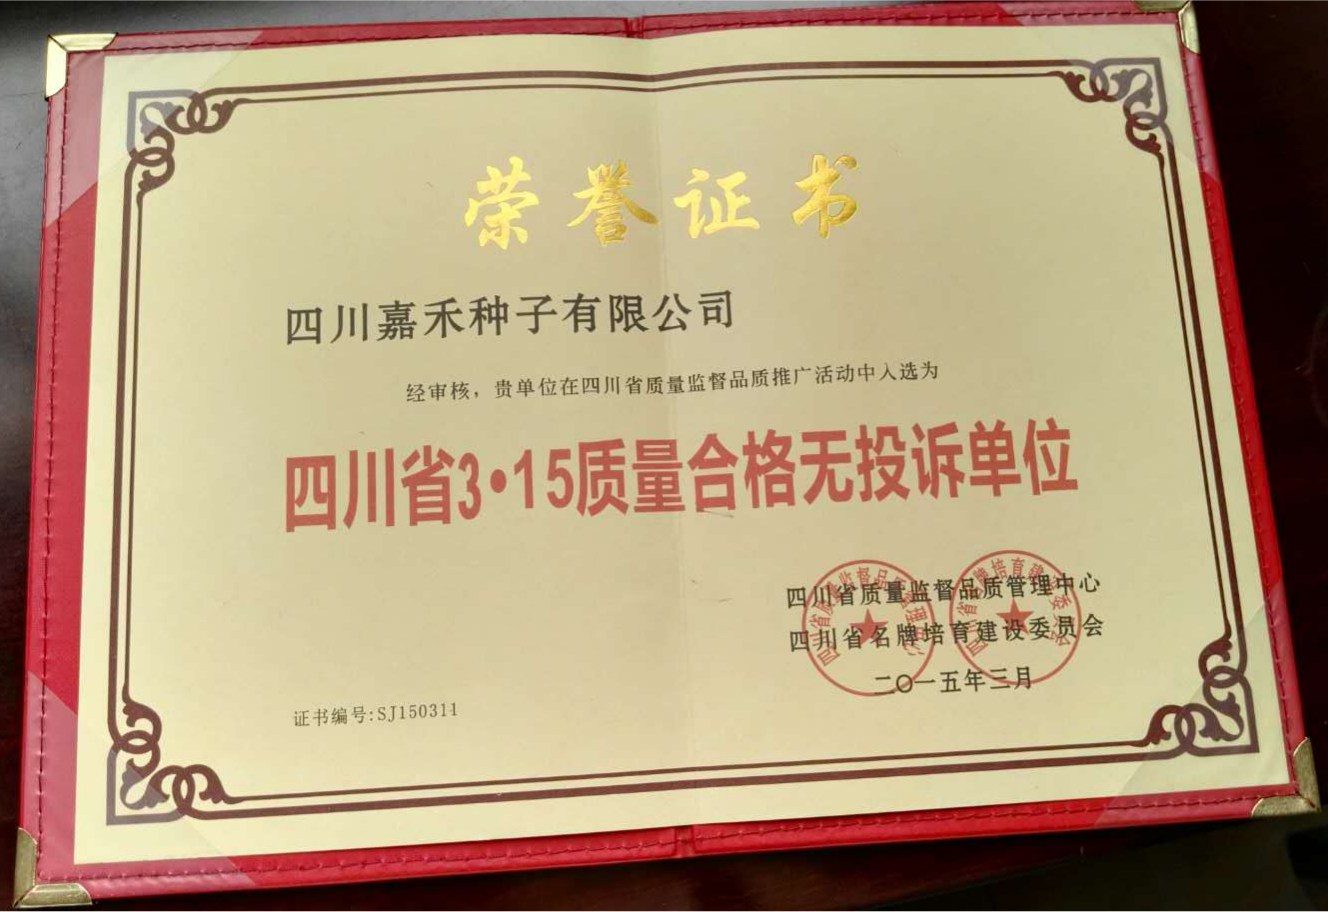 荣誉证书
四川嘉禾种子有限公司
经审核，贵单位在四川省质量监督品质推广活动中入选为
四川省3·15质量合格无投诉单位
四川省质量监督品质管理中心
四川省名牌培育建设委员会
二〇一五年三月
证书编号:SJ150311